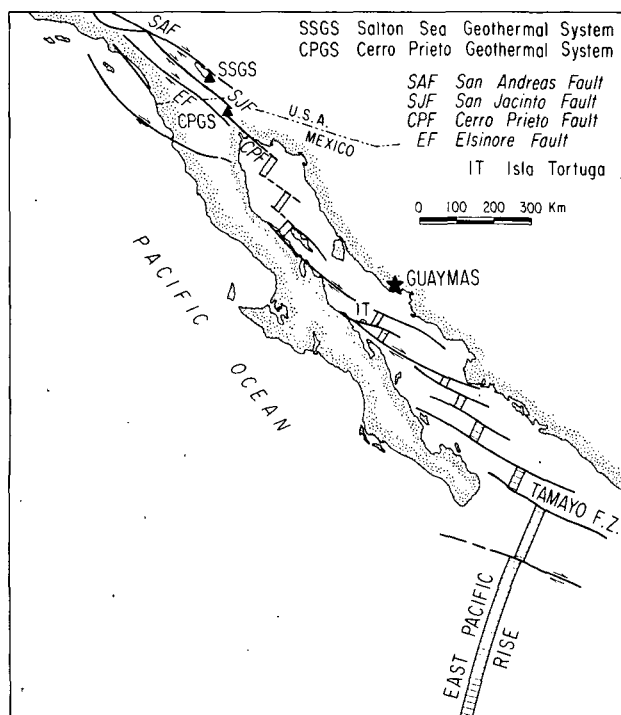 SSGS Salton Sea Geothermal System
CPGS Cerro Prieto Geothermal System
SAF San Andreas Fault
SJF San Jacinto Fault
CPF Cerro Prieto Fault
EF Elsinore Fault
IT Isla Tortuga
0 100 200 300 Km
SAF
SSGS
SJF
EF
U.S.A.
MEXICO
CPGS
CPF
GUAYMAS
IT
PACIFIC OCEAN
TAMAYO F.Z.
EAST PACIFIC
RISE